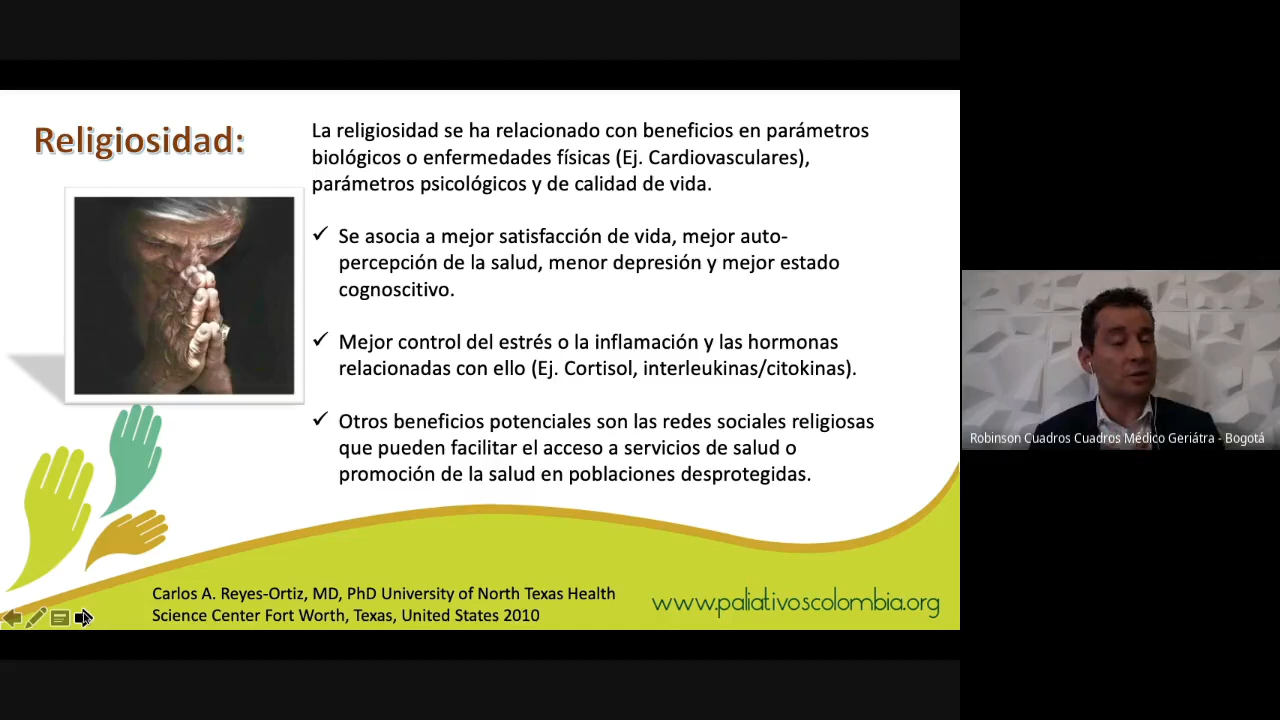 Religiosidad:
La religiosidad se ha relacionado con beneficios en parámetros
biológicos o enfermedades físicas (Ej. Cardiovasculares),
parámetros psicológicos y de calidad de vida.
✓ Se asocia a mejor satisfacción de vida, mejor auto-
percepción de la salud, menor depresión y mejor estado
cognoscitivo.
✓ Mejor control del estrés o la inflamación y las hormonas
relacionadas con ello (Ej. Cortisol, interleukinas/citokinas).
✓ Otros beneficios potenciales son las redes sociales religiosas
que pueden facilitar el acceso a servicios de salud o
promoción de la salud en poblaciones desprotegidas.
Carlos A. Reyes-Ortiz, MD, PhD University of North Texas Health
Science Center Fort Worth, Texas, United States 2010
www.paliativoscolombia.org
Robinson Cuadros Cuadros Médico Geriátra - Bogotá